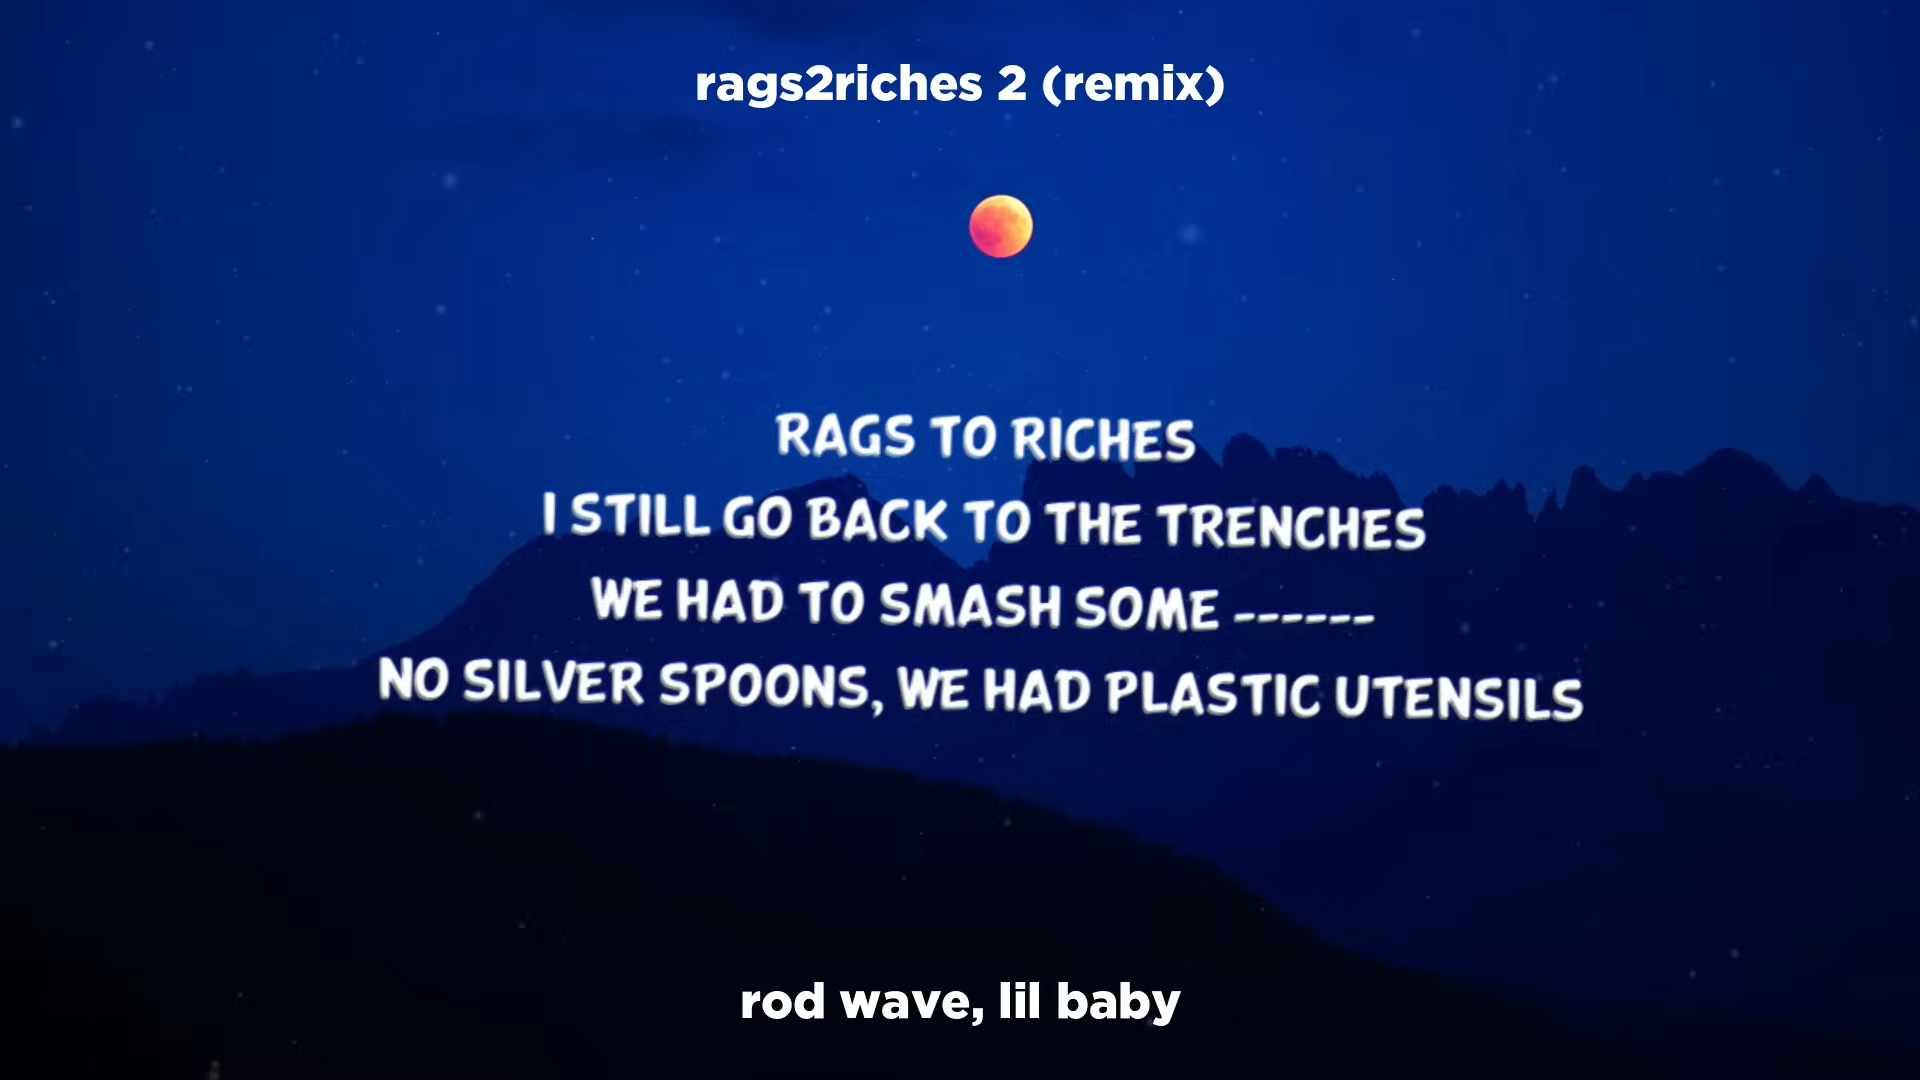 rags2riches 2 (remix)
RAGS TO RICHES
I STILL GO BACK TO THE TRENCHES
WE HAD TO SMASH SOME ------
NO SILVER SPOONS, WE HAD PLASTIC UTENSILS
rod wave, lil baby